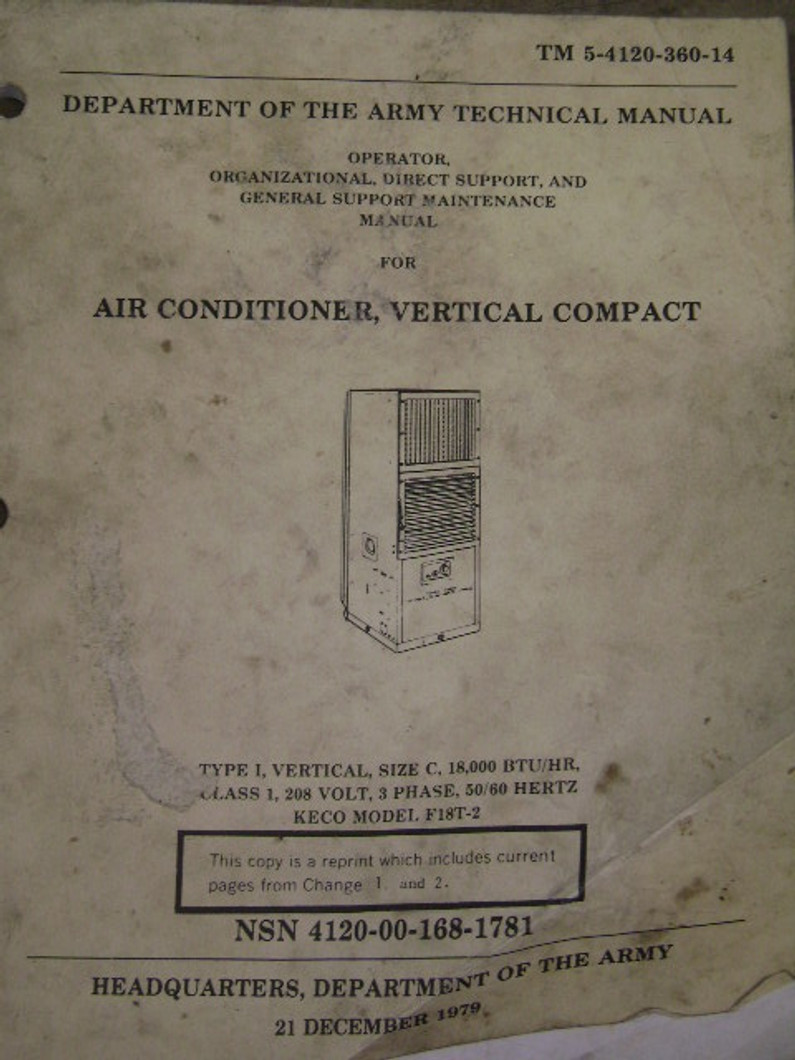 TM 5-4120-360-14
DEPARTMENT OF THE ARMY TECHNICAL MANUAL
OPERATOR,
ORGANIZATIONAL, DIRECT SUPPORT, AND
GENERAL SUPPORT MAINTENANCE
MANUAL
FOR
AIR CONDITIONER, VERTICAL COMPACT
TYPE I, VERTICAL, SIZE C, 18,000 BTU/HR,
CLASS 1, 208 VOLT, 3 PHASE, 50/60 HERTZ
KECO MODEL F18T-2
This copy is a reprint which includes current
pages from Change 1 and 2.
NSN 4120-00-168-1781
HEADQUARTERS, DEPARTMENT OF THE ARMY
21 DECEMBER 1979